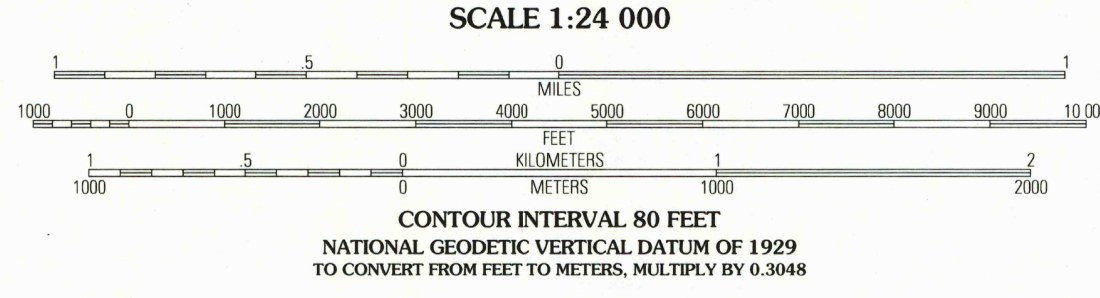 SCALE 1:24 000
1 .5 0 1
MILES
1000 0 1000 2000 3000 4000 5000 6000 7000 8000 9000 10 00
FEET
1 .5 0 KILOMETERS 1 2
1000 0 METERS 1000 2000
CONTOUR INTERVAL 80 FEET
NATIONAL GEODETIC VERTICAL DATUM OF 1929
TO CONVERT FROM FEET TO METERS, MULTIPLY BY 0.3048